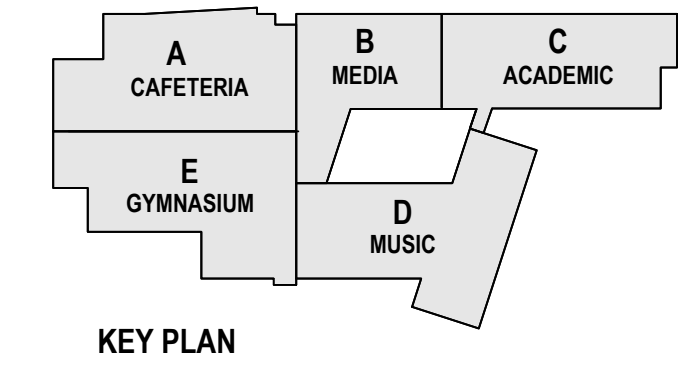 A
CAFETERIA
B
MEDIA
C
ACADEMIC
E
GYMNASIUM
D
MUSIC
KEY PLAN